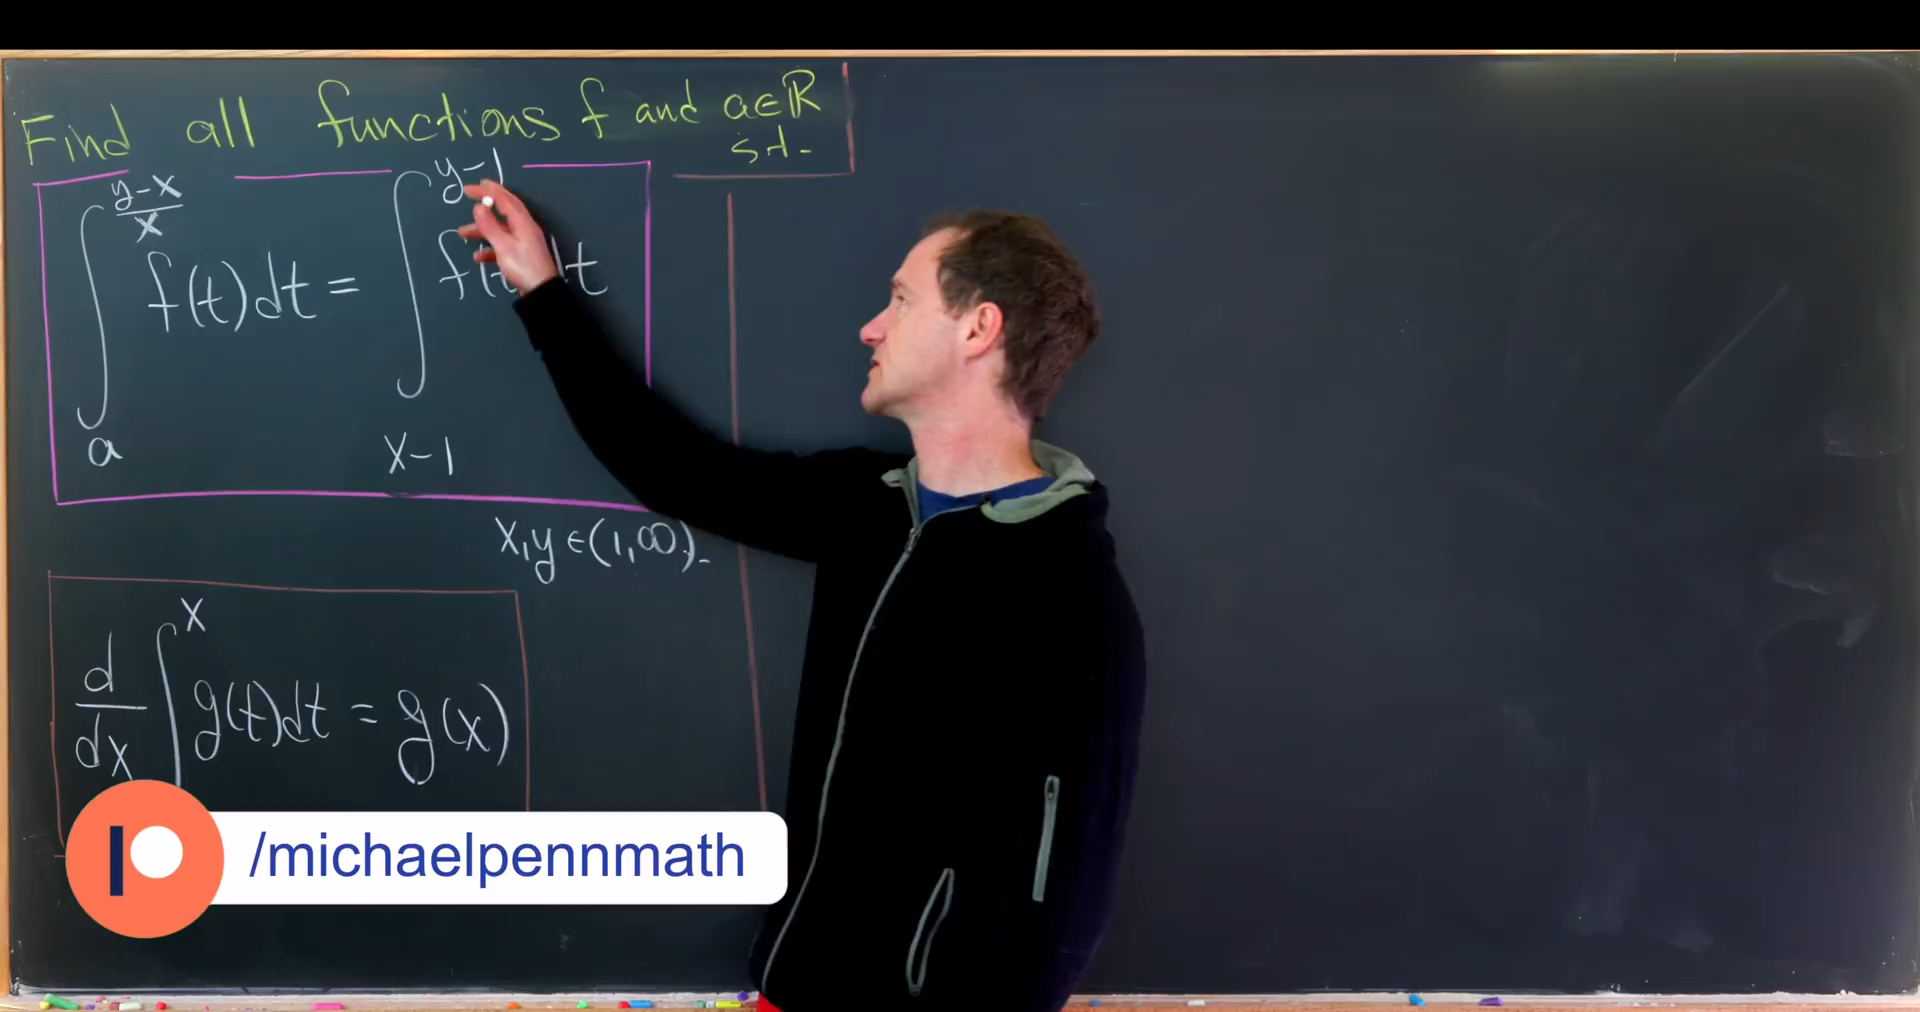 Find all functions f and a∈ℝ
s.t.
∫_a^{(y-x)/x} f(t)dt = ∫_{x-1}^{y-1} f(t)dt
x,y ∈ (1,∞).
d/dx ∫^x g(t)dt = g(x)
/michaelpennmath